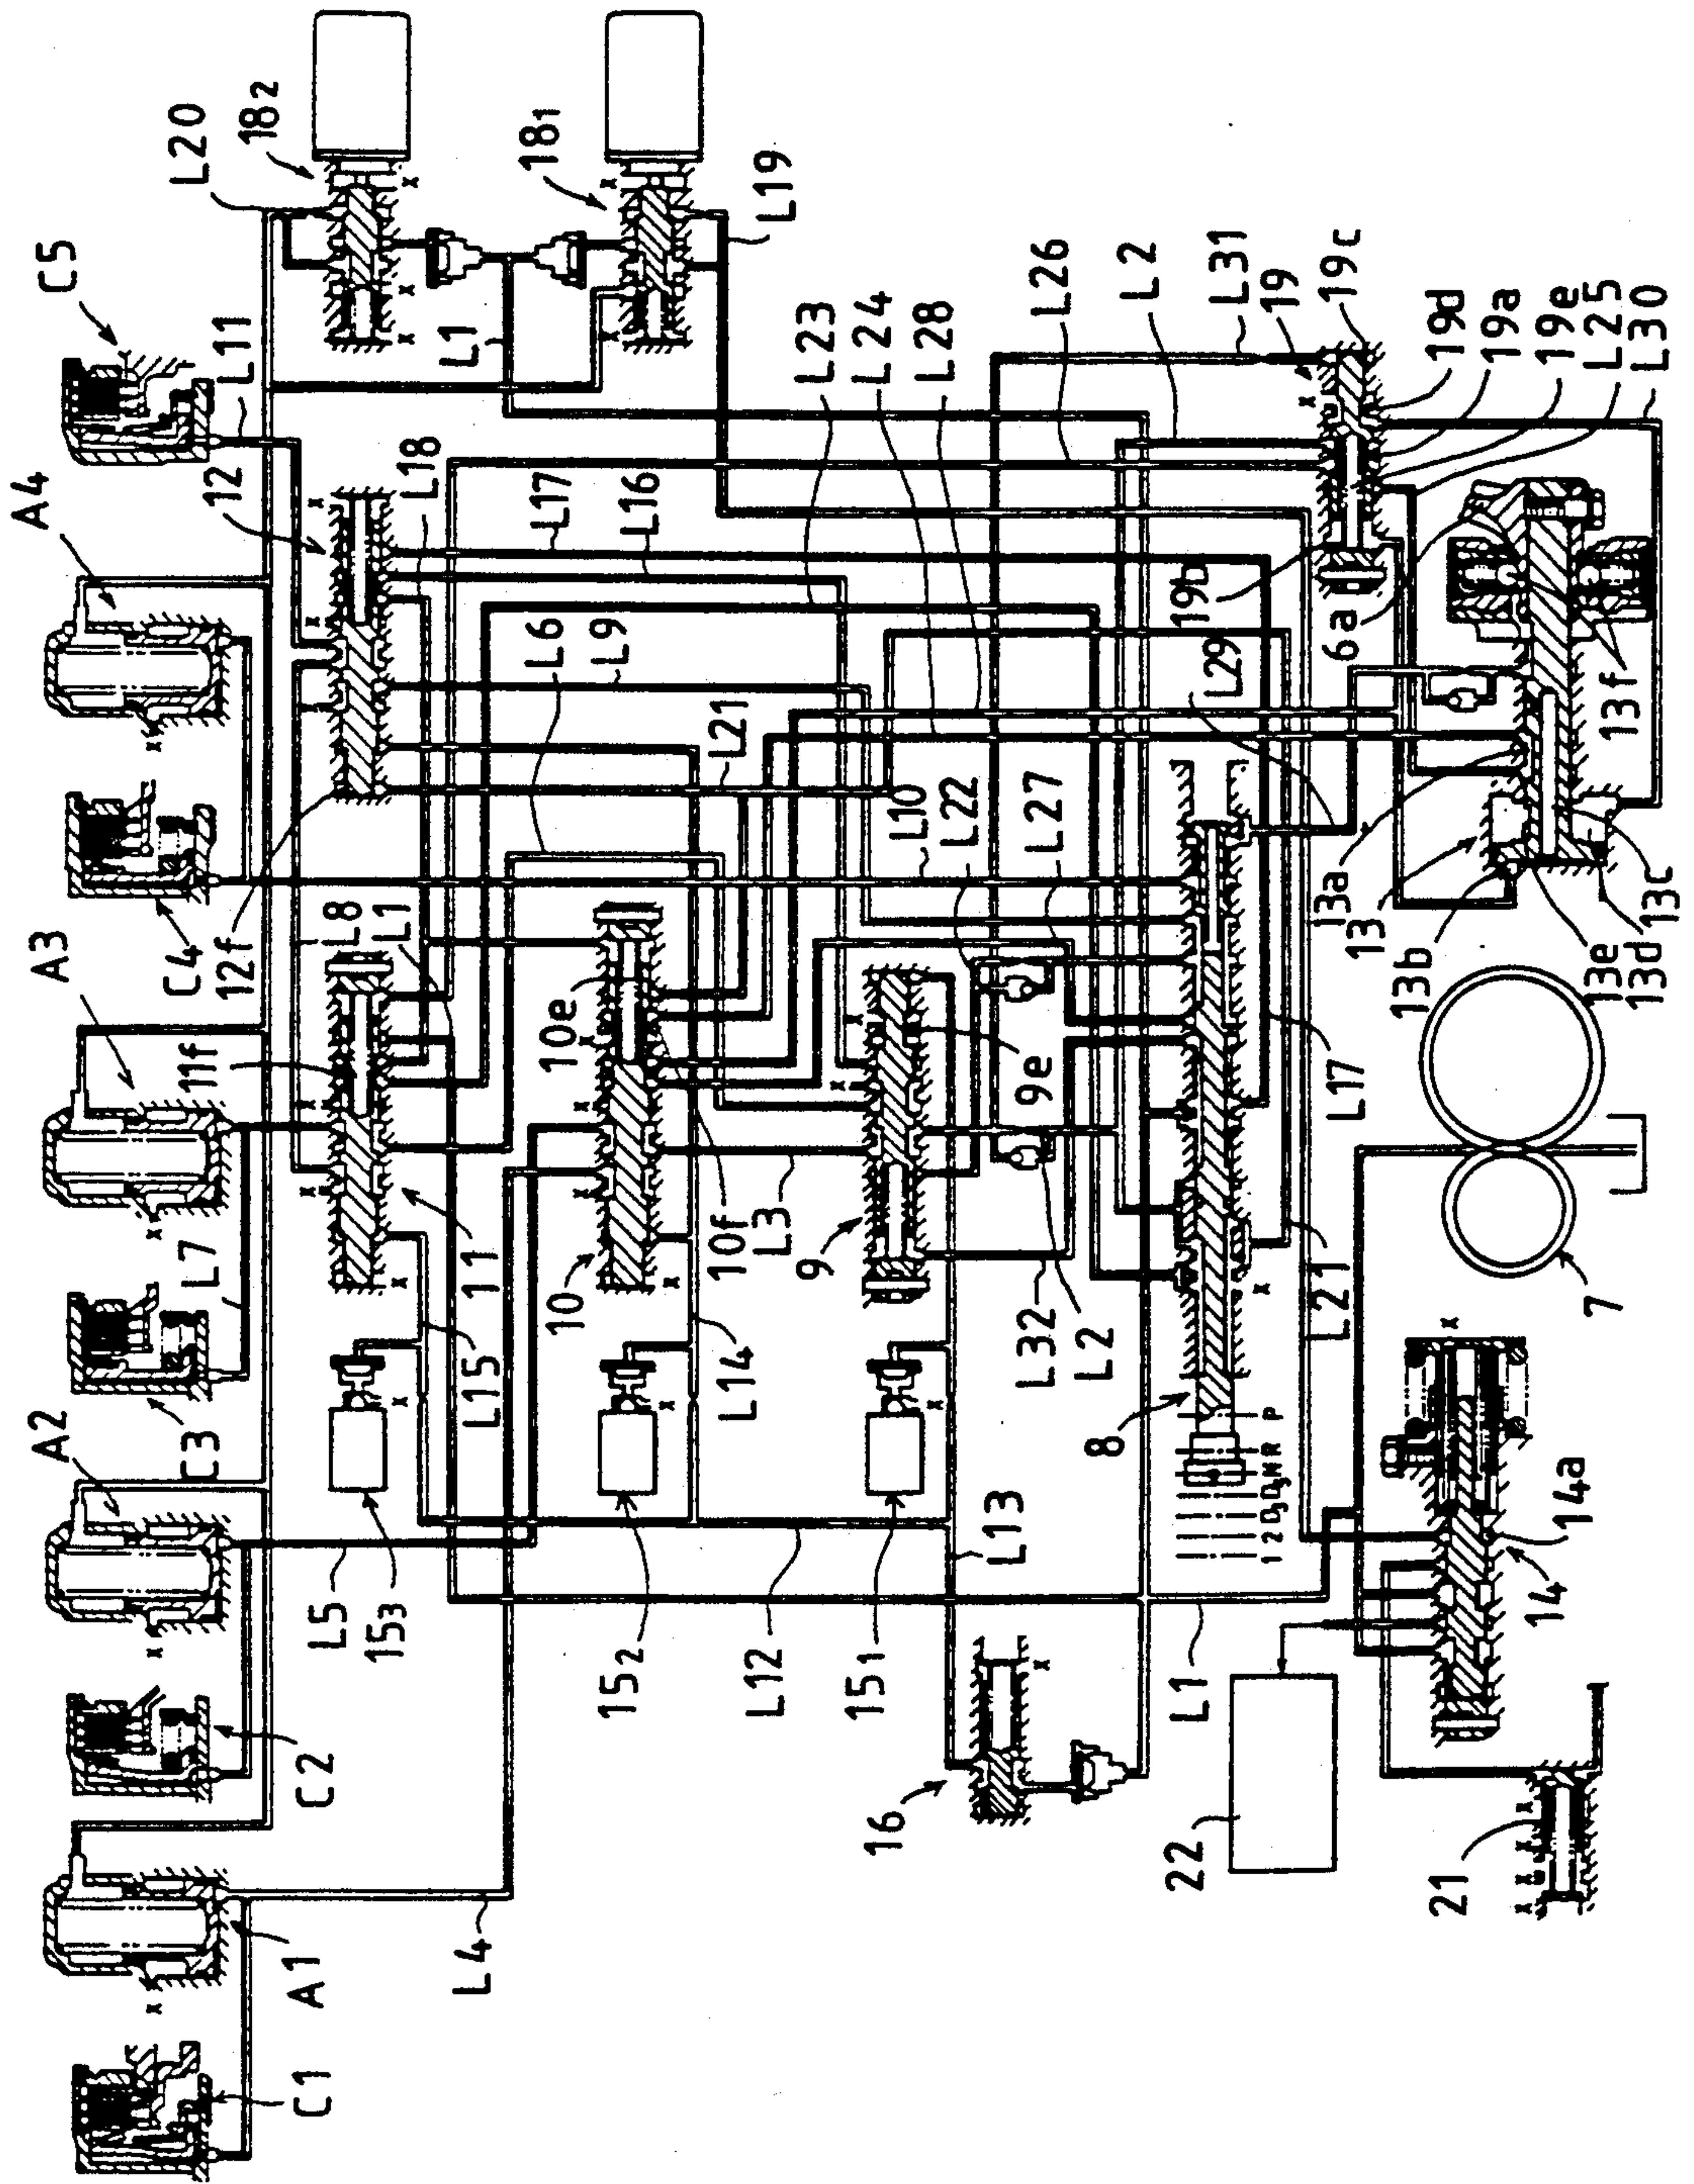 C1
A1
C2
A2
C3
L7
A3
C4
A4
C5
L11
L20
18₂
18₁
L19
L1
L4
L5
15₃
15₂
L12
15₁
L13
16
L15
11
11f
L8
L1
12f
12
L18
L17
L16
L6
L9
L21
L10
L22
L27
L23
L24
L28
L26
L2
L31
19
19c
19d
19a
19e
L25
L30
10
10e
10f
L3
L14
9
9e
L32
L2
8
P
R
N
D
D
2
1
L1
L21
L17
L29
6a
19b
13f
13a
13
13b
13e
13d
13c
7
14a
14
22
21
x